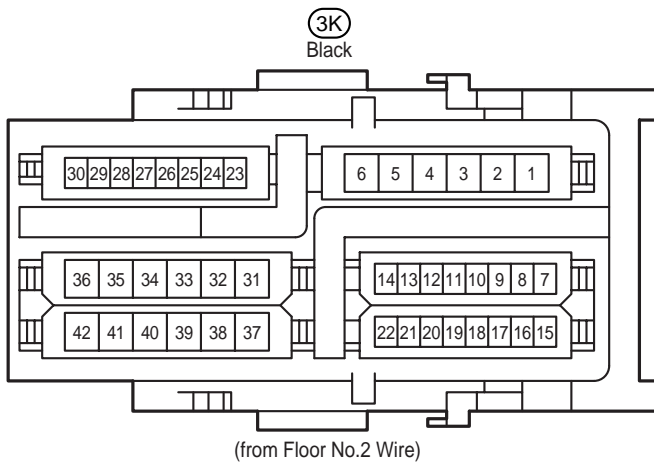 3K
Black
30 29 28 27 26 25 24 23
6 5 4 3 2 1
36 35 34 33 32 31
14 13 12 11 10 9 8 7
42 41 40 39 38 37
22 21 20 19 18 17 16 15
(from Floor No.2 Wire)